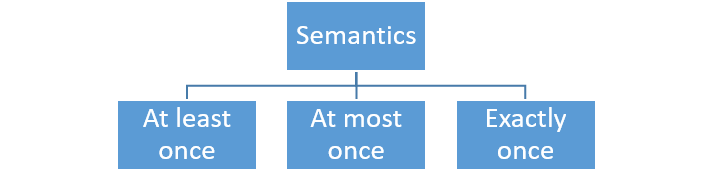 Semantics
At least
once
At most
once
Exactly
once